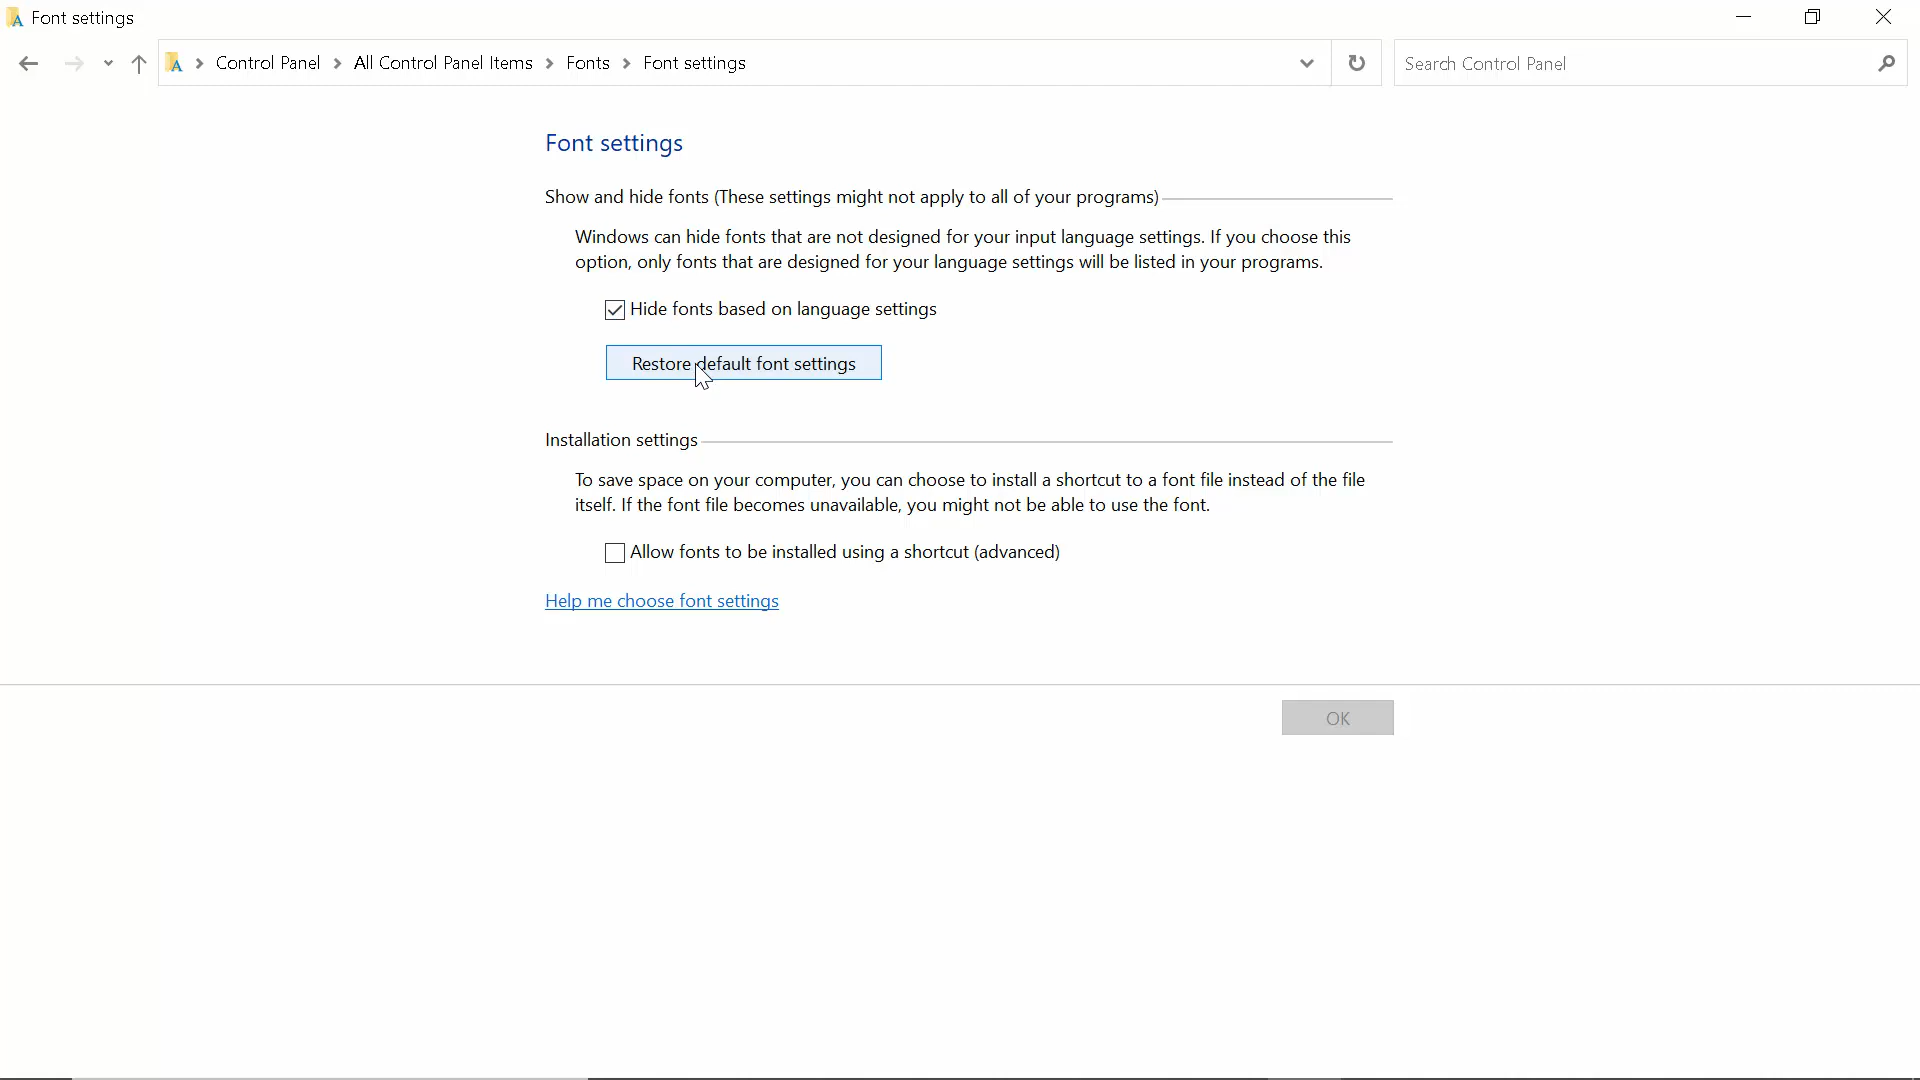 Font settings
Control Panel > All Control Panel Items > Fonts > Font settings
Search Control Panel
Font settings
Show and hide fonts (These settings might not apply to all of your programs)
Windows can hide fonts that are not designed for your input language settings. If you choose this
option, only fonts that are designed for your language settings will be listed in your programs.
Hide fonts based on language settings
Restore default font settings
Installation settings
To save space on your computer, you can choose to install a shortcut to a font file instead of the file
itself. If the font file becomes unavailable, you might not be able to use the font.
Allow fonts to be installed using a shortcut (advanced)
Help me choose font settings
OK